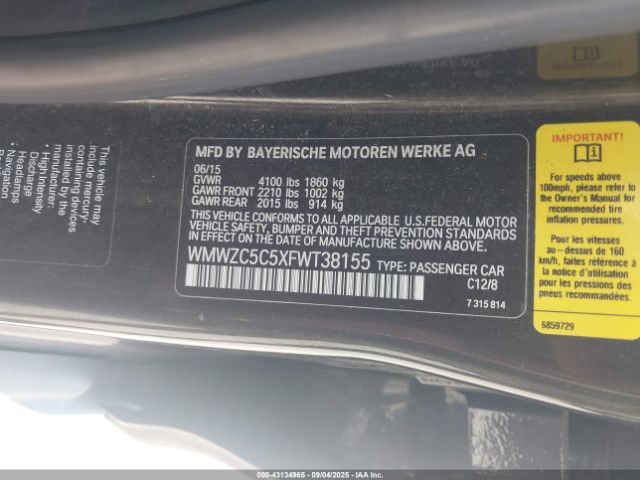 This vehicle may
include mercury
containing devices
insulated by the
manufacturer:
• High Intensity
Discharge
Headlamps
Navigation
MFD BY BAYERISCHE MOTOREN WERKE AG
06/15
GVWR 4100 lbs 1860 kg
GAWR FRONT 2210 lbs 1002 kg
GAWR REAR 2015 lbs 914 kg
THIS VEHICLE CONFORMS TO ALL APPLICABLE U.S. FEDERAL MOTOR
VEHICLE SAFETY, BUMPER AND THEFT PREVENTION STANDARDS
IN EFFECT ON THE DATE OF MANUFACTURE SHOWN ABOVE.
WMWZC5C5XFWT38155 TYPE: PASSENGER CAR
C12/8
7 315 814
IMPORTANT!
For speeds above
100mph, please refer to
the Owner's Manual for
recommended tire
inflation pressures.
Pour les vitesses
au-dessus de 160
km/h, faites attention
à la notice d'utilisation
pour les pressions des
pneus recommandées.
6859729
000-43134965 - 09/04/2025 - IAAI.COM